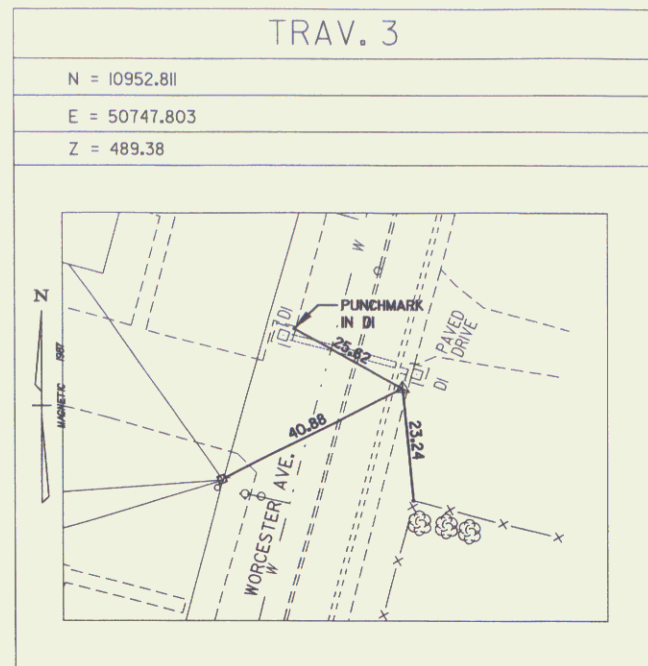 TRAV. 3
N = 10952.811
E = 50747.803
Z = 489.38
N
MAGNETIC 1987
W
DI
PUNCHMARK
IN DI
25.82
PAVED
DRIVE
DI
40.88
23.24
WORCESTER AVE.
W